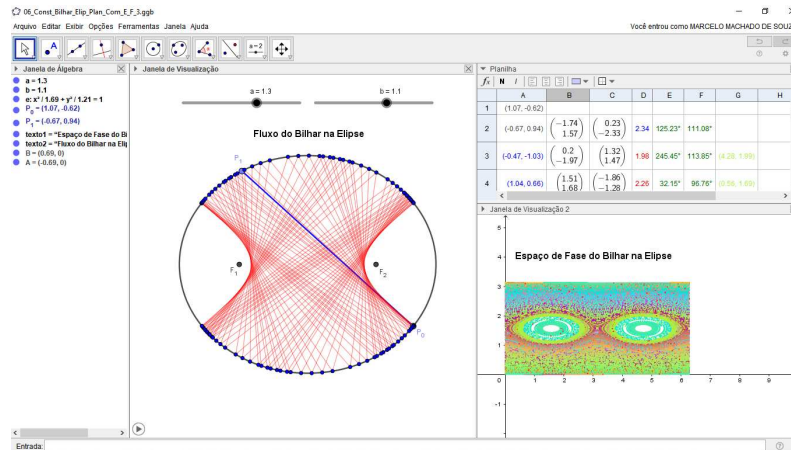 06_Const_Bilhar_Elip_Plan_Com_E_F_3.ggb
Arquivo Editar Exibir Opções Ferramentas Janela Ajuda
Você entrou como MARCELO MACHADO DE SOUZ
Janela de Álgebra
a = 1.3
b = 1.1
e: x² / 1.69 + y² / 1.21 = 1
P₀ = (1.07, -0.62)
P₁ = (-0.67, 0.94)
texto1 = "Espaço de Fase do Bi
texto2 = "Fluxo do Bilhar na Elip
B = (0.69, 0)
A = (-0.69, 0)
Janela de Visualização
a = 1.3
b = 1.1
Fluxo do Bilhar na Elipse
P₁
F₁
F₂
P₀
Planilha
fx N I
A B C D E F G H
1 (1.07, -0.62)
2 (-0.67, 0.94) (-1.74 1.57) (0.23 -2.33) 2.34 125.23° 111.08°
3 (-0.47, -1.03) (0.2 -1.97) (1.32 1.47) 1.98 245.45° 113.85° (4.28, 1.99)
4 (1.04, 0.66) (1.51 1.68) (-1.86 -1.28) 2.26 32.15° 96.76° (0.56, 1.69)
Janela de Visualização 2
Espaço de Fase do Bilhar na Elipse
6
4
3
2
1
0 1 2 3 4 5 6 7 8 9
-1
Entrada: